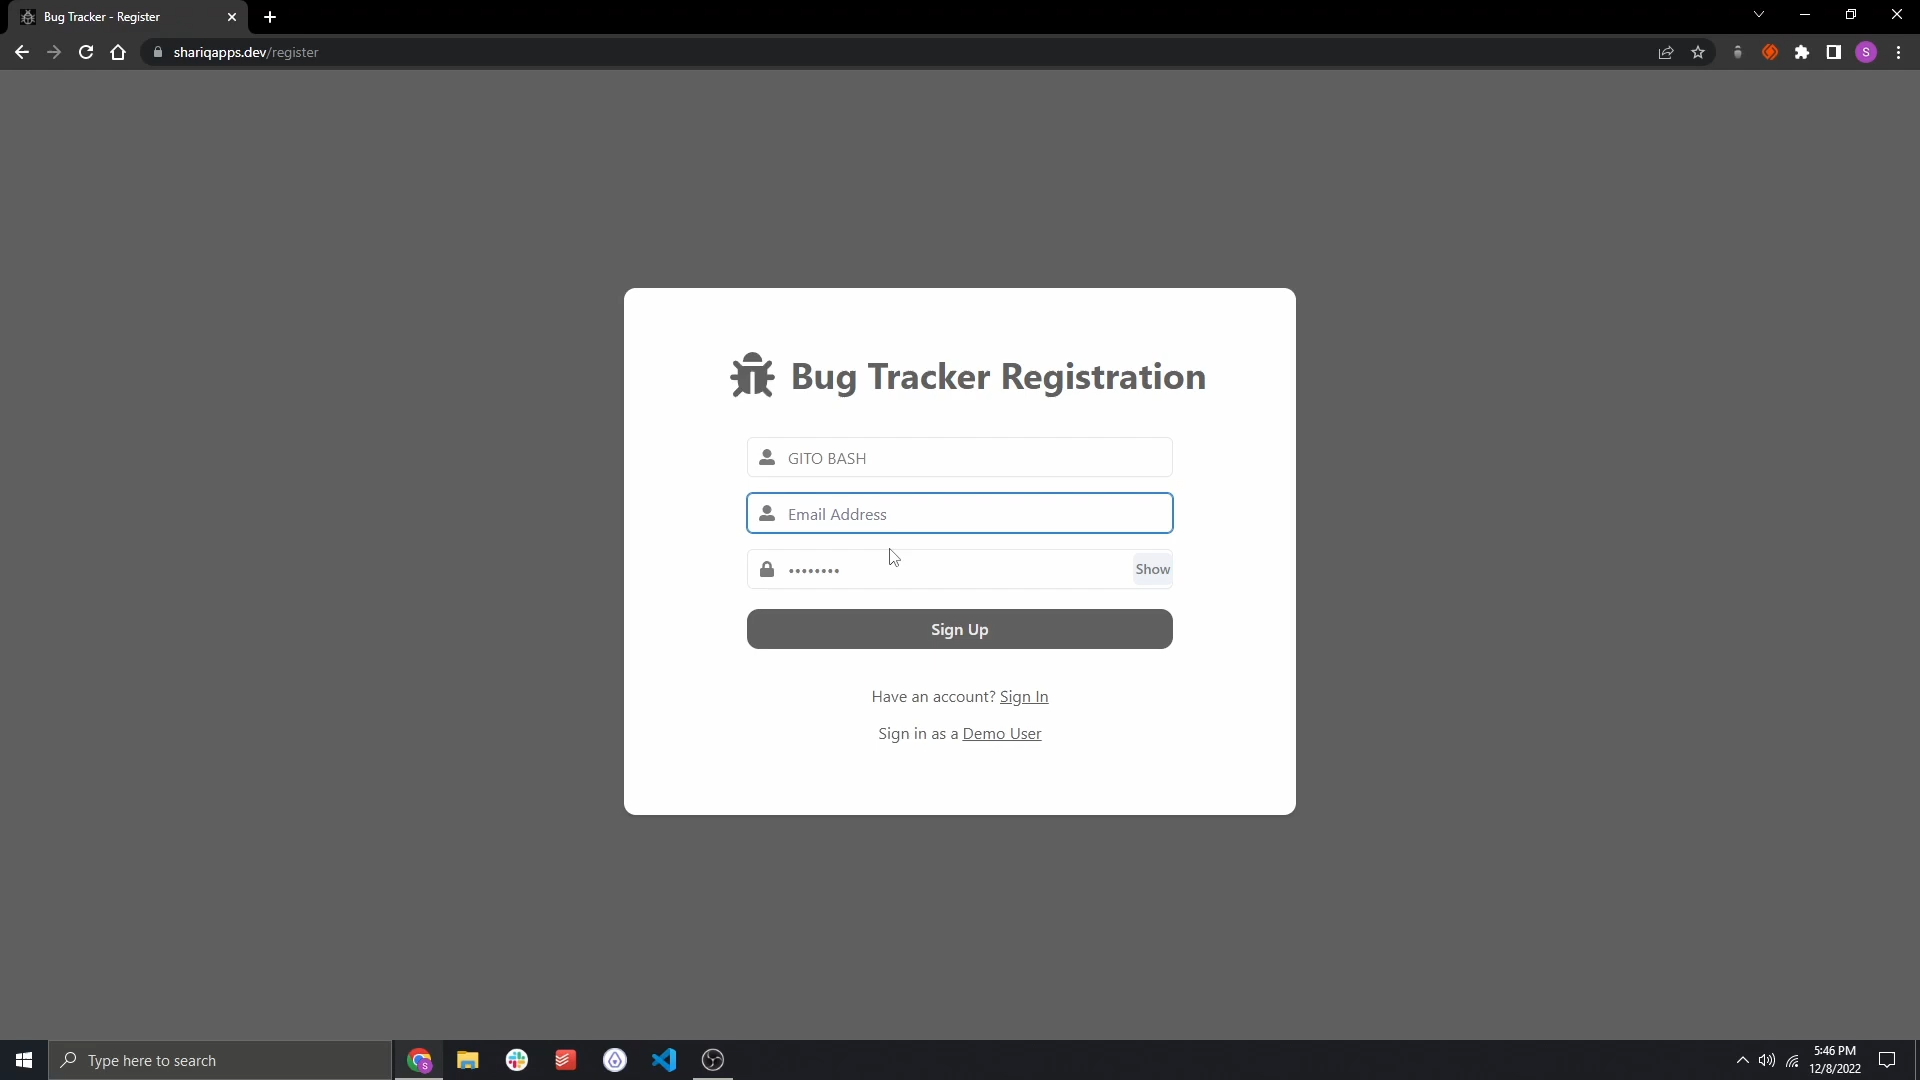 Bug Tracker - Register
shariqapps.dev/register
S
Bug Tracker Registration
GITO BASH
Email Address
••••••••
Show
Sign Up
Have an account? Sign In
Sign in as a Demo User
Type here to search
S
5:46 PM
12/8/2022